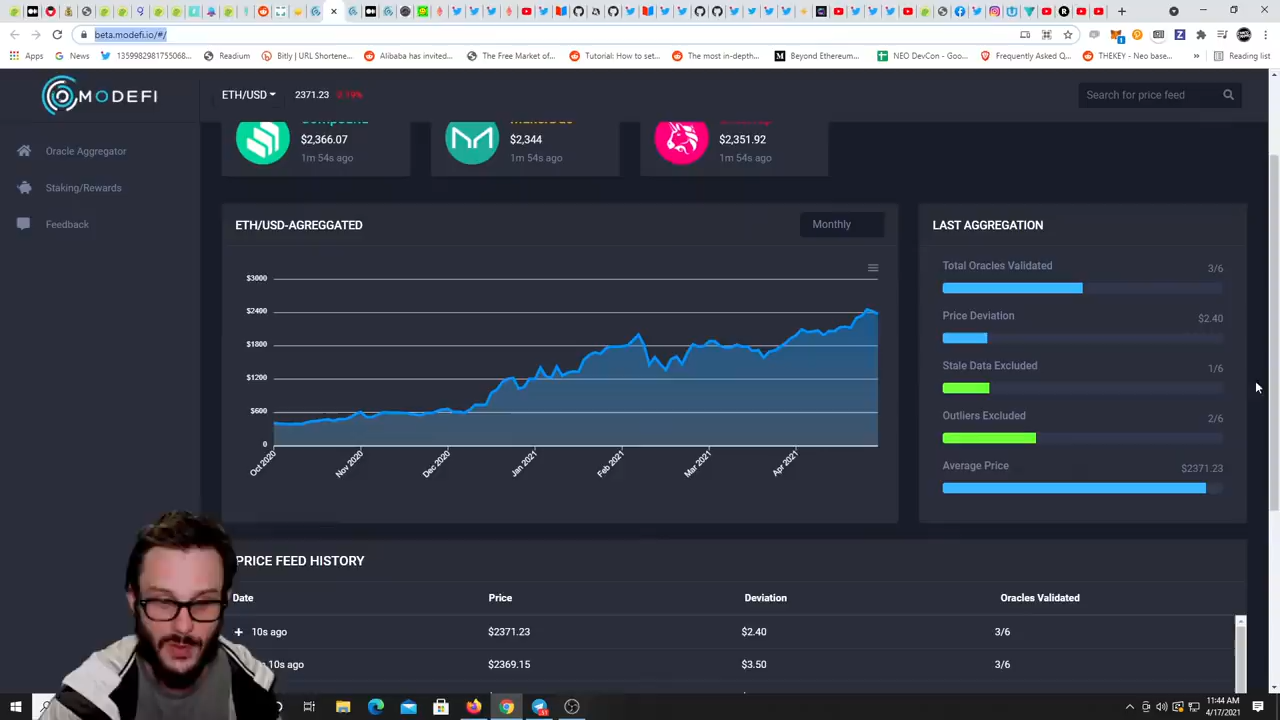 beta.modefi.io/#/
Apps
News
1359982981755068...
Readium
Bitly | URL Shortene...
Alibaba has invited...
The Free Market of...
Tutorial: How to set...
The most in-depth...
Beyond Ethereum...
NEO DevCon - Goo...
Frequently Asked Q...
THEKEY - Neo base...
»
Reading list
MODEFI
ETH/USD
2371.23 0.19%
Search for price feed
Oracle Aggregator
Staking/Rewards
Feedback
$2,366.07
1m 54s ago
$2,344
1m 54s ago
$2,351.92
1m 54s ago
ETH/USD-AGREGGATED
Monthly
$3000
$2400
$1800
$1200
$600
0
Oct 2020
Nov 2020
Dec 2020
Jan 2021
Feb 2021
Mar 2021
Apr 2021
LAST AGGREGATION
Total Oracles Validated 3/6
Price Deviation $2.40
Stale Data Excluded 1/6
Outliers Excluded 2/6
Average Price $2371.23
PRICE FEED HISTORY
Date Price Deviation Oracles Validated
+ 10s ago $2371.23 $2.40 3/6
10s ago $2369.15 $3.50 3/6
11:44 AM
4/17/2021